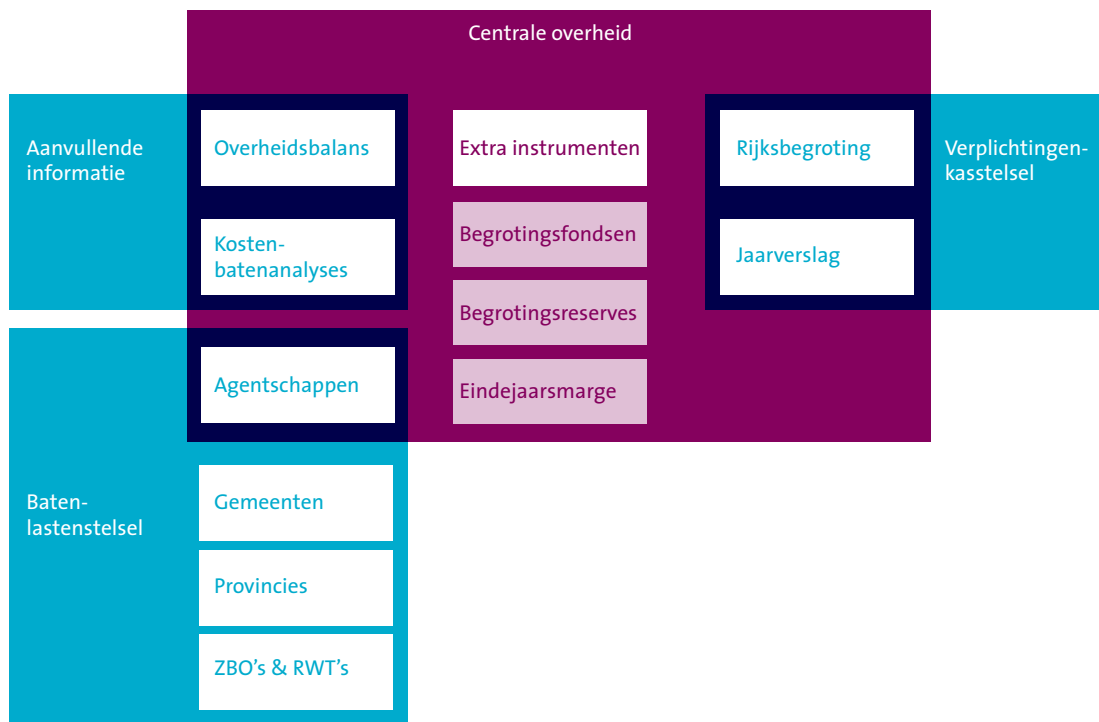 Centrale overheid
Aanvullende
informatie
Overheidsbalans
Kosten-
batenanalyses
Extra instrumenten
Begrotingsfondsen
Begrotingsreserves
Eindejaarsmarge
Rijksbegroting
Jaarverslag
Verplichtingen-
kasstelsel
Baten-
lastenstelsel
Agentschappen
Gemeenten
Provincies
ZBO's & RWT's